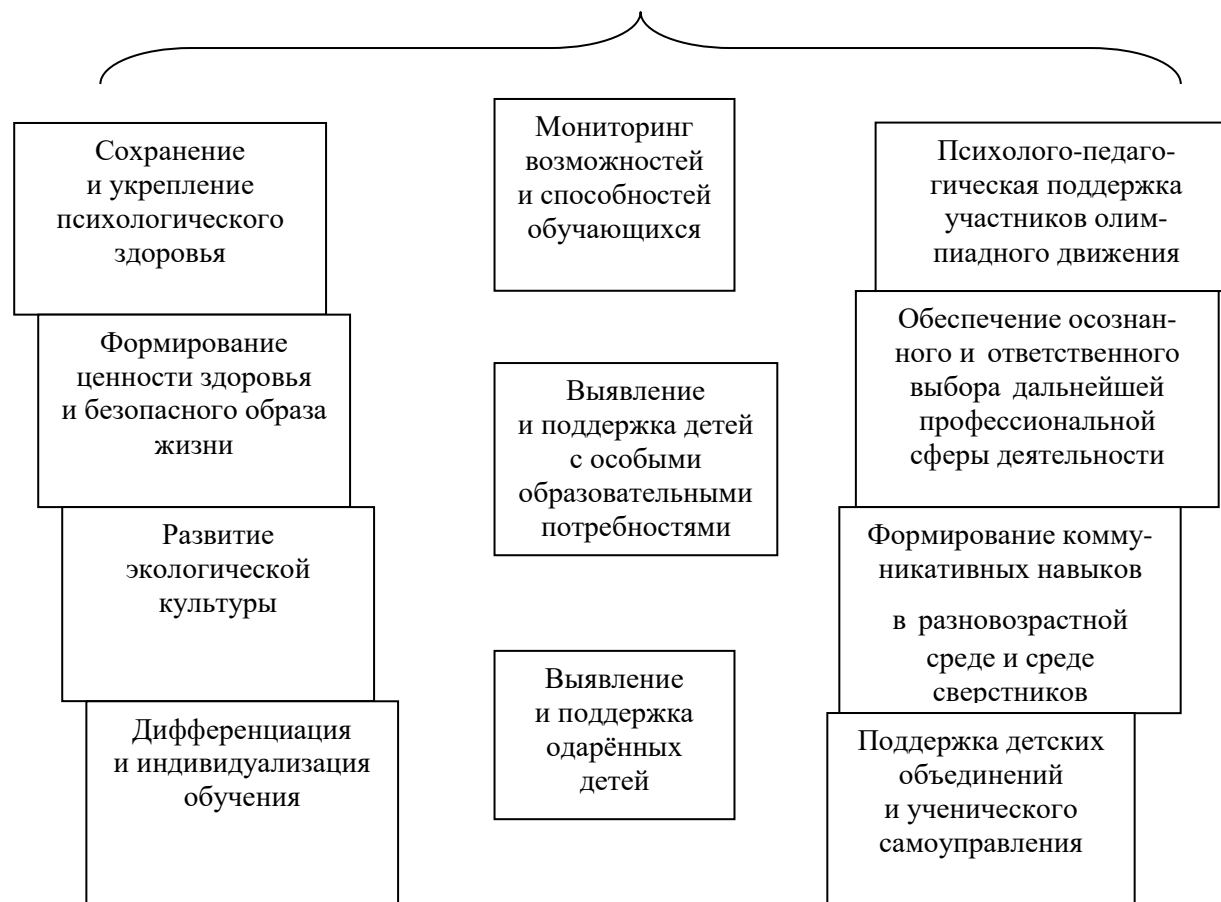 Сохранение
и укрепление
психологического
здоровья
Формирование
ценности здоровья
и безопасного образа
жизни
Развитие
экологической
культуры
Дифференциация
и индивидуализация
обучения
Мониторинг
возможностей
и способностей
обучающихся
Выявление
и поддержка детей
с особыми
образовательными
потребностями
Выявление
и поддержка
одарённых
детей
Психолого-педаго-
гическая поддержка
участников олим-
пиадного движения
Обеспечение осознан-
ного и ответственного
выбора дальнейшей
профессиональной
сферы деятельности
Формирование комму-
никативных навыков
в разновозрастной
среде и среде
сверстников
Поддержка детских
объединений
и ученического
самоуправления